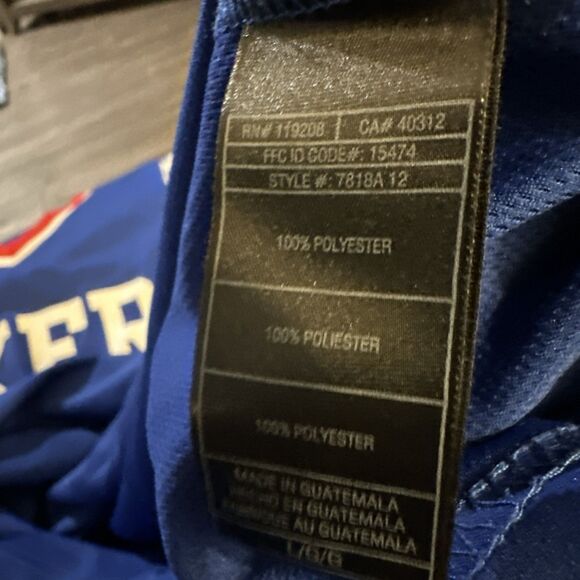 RN# 119208 CA# 40312
FFC ID CODE#: 15474
STYLE #: 7818A 12
100% POLYESTER
100% POLIESTER
100% POLYESTER
MADE IN GUATEMALA
HECHO EN GUATEMALA
FABRIQUE AU GUATEMALA
L/G/G